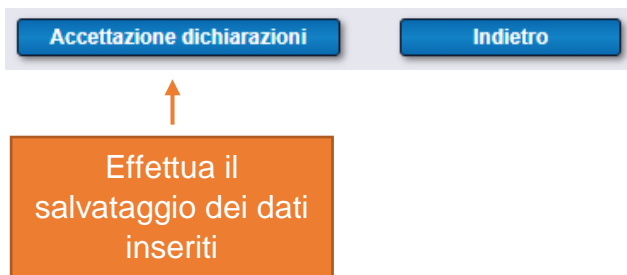 Accettazione dichiarazioni
Indietro
Effettua il
salvataggio dei dati
inseriti